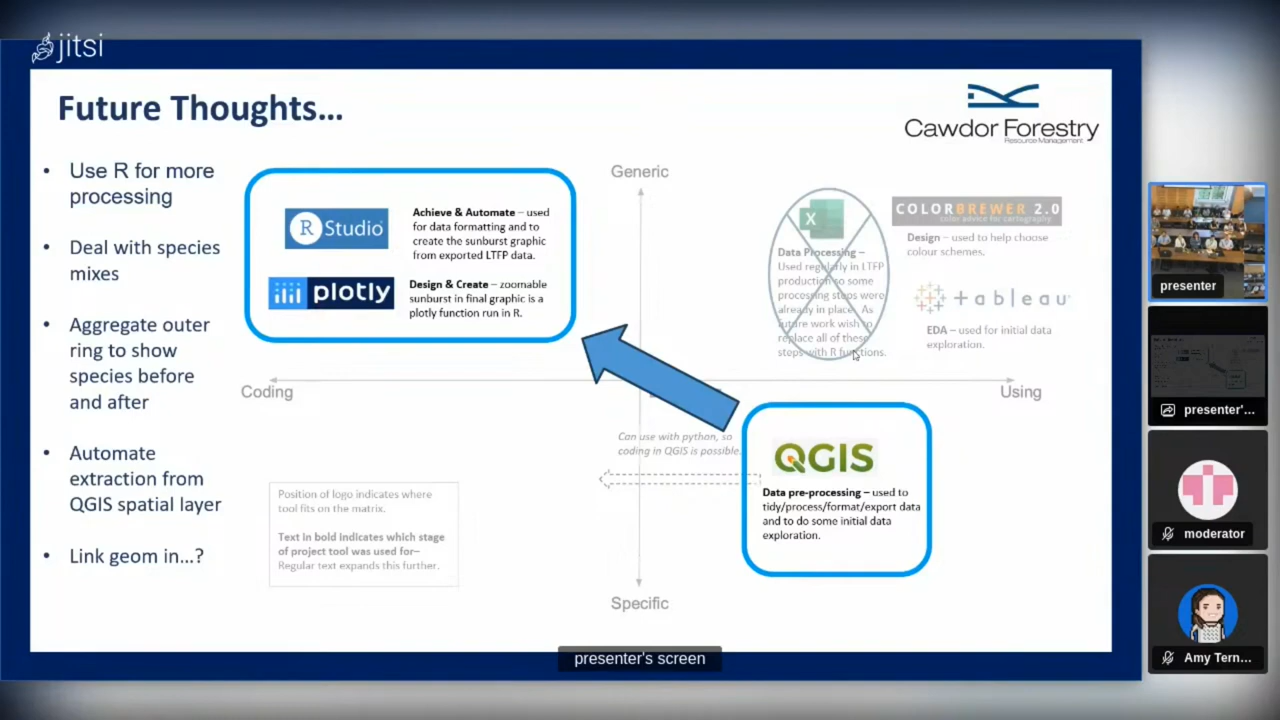 jitsi
Future Thoughts...
Cawdor Forestry
Resource Management
• Use R for more
processing
• Deal with species
mixes
• Aggregate outer
ring to show
species before
and after
• Automate
extraction from
QGIS spatial layer
• Link geom in...?
R Studio
Achieve & Automate – used
for data formatting and to
create the sunburst graphic
from exported LTFP data.
plotly
Design & Create – zoomable
sunburst in final graphic is a
plotly function run in R.
Generic
X
Data Processing –
Used regularly in LTFP
production so some
processing steps were
already in place. As
future work wish to
replace all of these
steps with R functions.
COLORBREWER 2.0
color advice for cartography
Design – used to help choose
colour schemes.
+ a b l e a u
EDA – used for initial data
exploration.
Coding
Using
Can use with python, so
coding in QGIS is possible.
QGIS
Data pre-processing – used to
tidy/process/format/export data
and to do some initial data
exploration.
Position of logo indicates where
tool fits on the matrix.
Text in bold indicates which stage
of project tool was used for–
Regular text expands this further.
Specific
presenter's screen
presenter
presenter'...
moderator
Amy Tern...